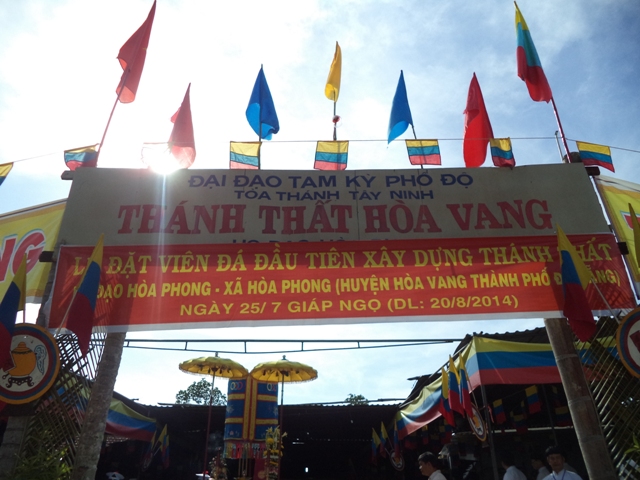 ĐẠI ĐẠO TAM KỲ PHỔ ĐỘ
TÒA THÁNH TÂY NINH
THÁNH THẤT HÒA VANG
ĐẶT VIÊN ĐÁ ĐẦU TIÊN XÂY DỰNG THÁNH THẤT
ĐẠO HÒA PHONG - XÃ HÒA PHONG (HUYỆN HÒA VANG THÀNH PHỐ ĐÀ NẴNG)
NGÀY 25/ 7 GIÁP NGỌ (DL: 20/8/2014)